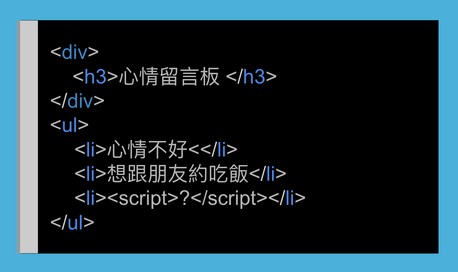 <div>
<h3>心情留言板 </h3>
</div>
<ul>
<li>心情不好<</li>
<li>想跟朋友約吃飯</li>
<li><script>?</script></li>
</ul>